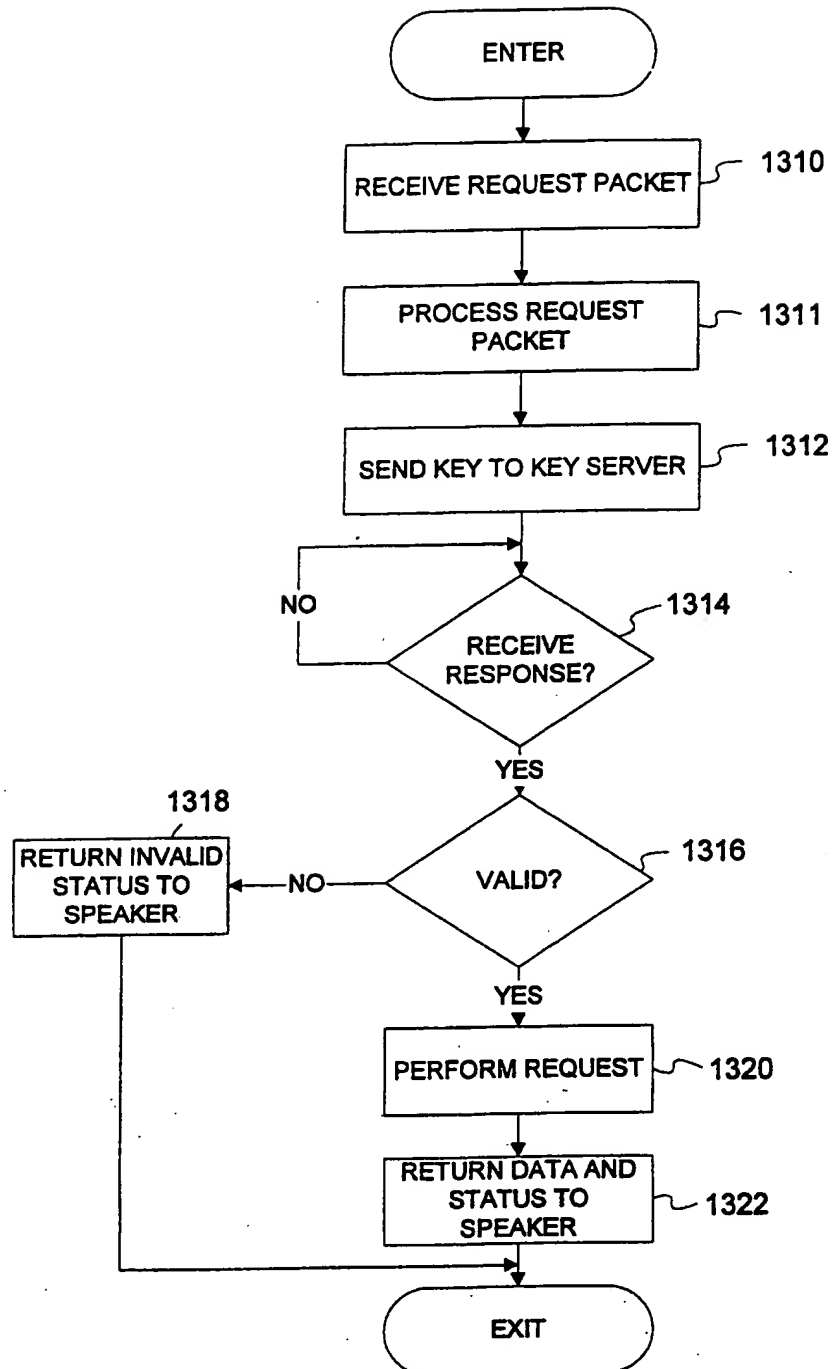 ENTER
RECEIVE REQUEST PACKET
1310
PROCESS REQUEST
PACKET
1311
SEND KEY TO KEY SERVER
1312
NO
RECEIVE
RESPONSE?
1314
YES
1318
RETURN INVALID
STATUS TO
SPEAKER
NO
VALID?
1316
YES
PERFORM REQUEST
1320
RETURN DATA AND
STATUS TO
SPEAKER
1322
EXIT